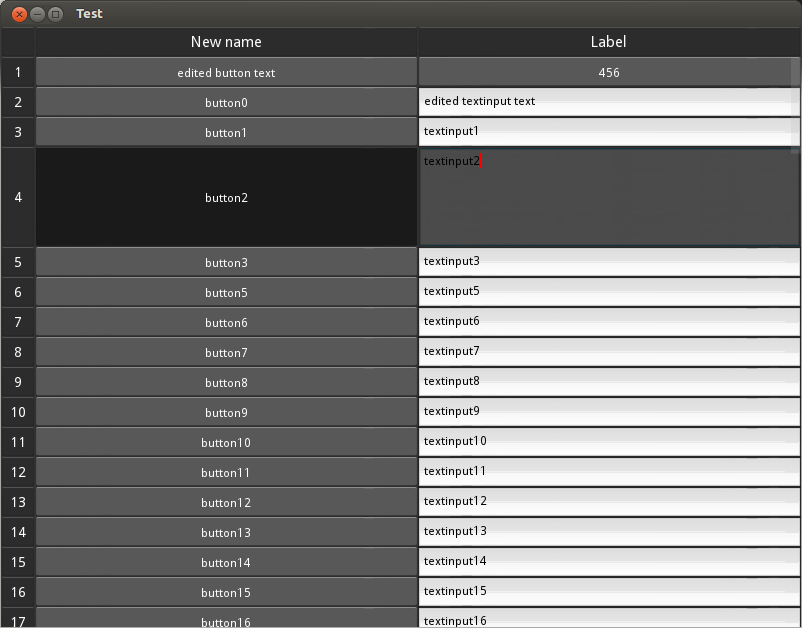 Test
New name Label
1 edited button text 456
2 button0 edited textinput text
3 button1 textinput1
4 button2 textinput2
5 button3 textinput3
6 button5 textinput5
7 button6 textinput6
8 button7 textinput7
9 button8 textinput8
10 button9 textinput9
11 button10 textinput10
12 button11 textinput11
13 button12 textinput12
14 button13 textinput13
15 button14 textinput14
16 button15 textinput15
17 button16 textinput16